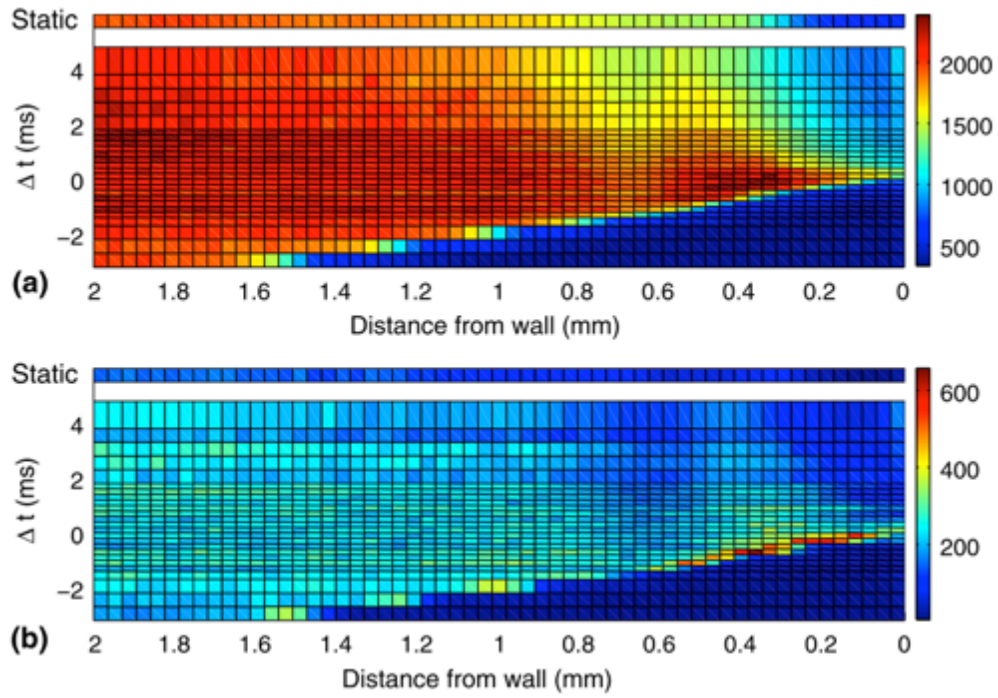 Static
4
2
0
−2
Δ t (ms)
2000
1500
1000
500
(a)
2 1.8 1.6 1.4 1.2 1 0.8 0.6 0.4 0.2 0
Distance from wall (mm)
Static
4
2
0
−2
Δ t (ms)
600
400
200
(b)
2 1.8 1.6 1.4 1.2 1 0.8 0.6 0.4 0.2 0
Distance from wall (mm)